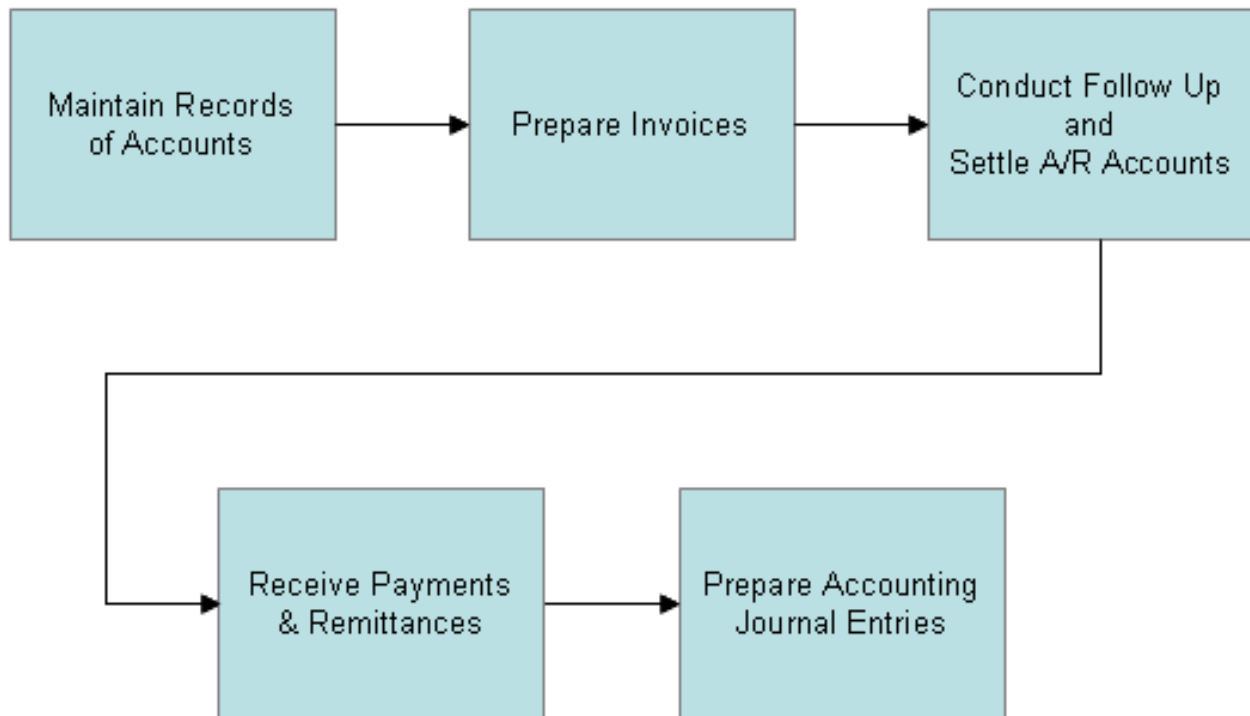 Maintain Records
of Accounts
Prepare Invoices
Conduct Follow Up
and
Settle A/R Accounts
Receive Payments
& Remittances
Prepare Accounting
Journal Entries